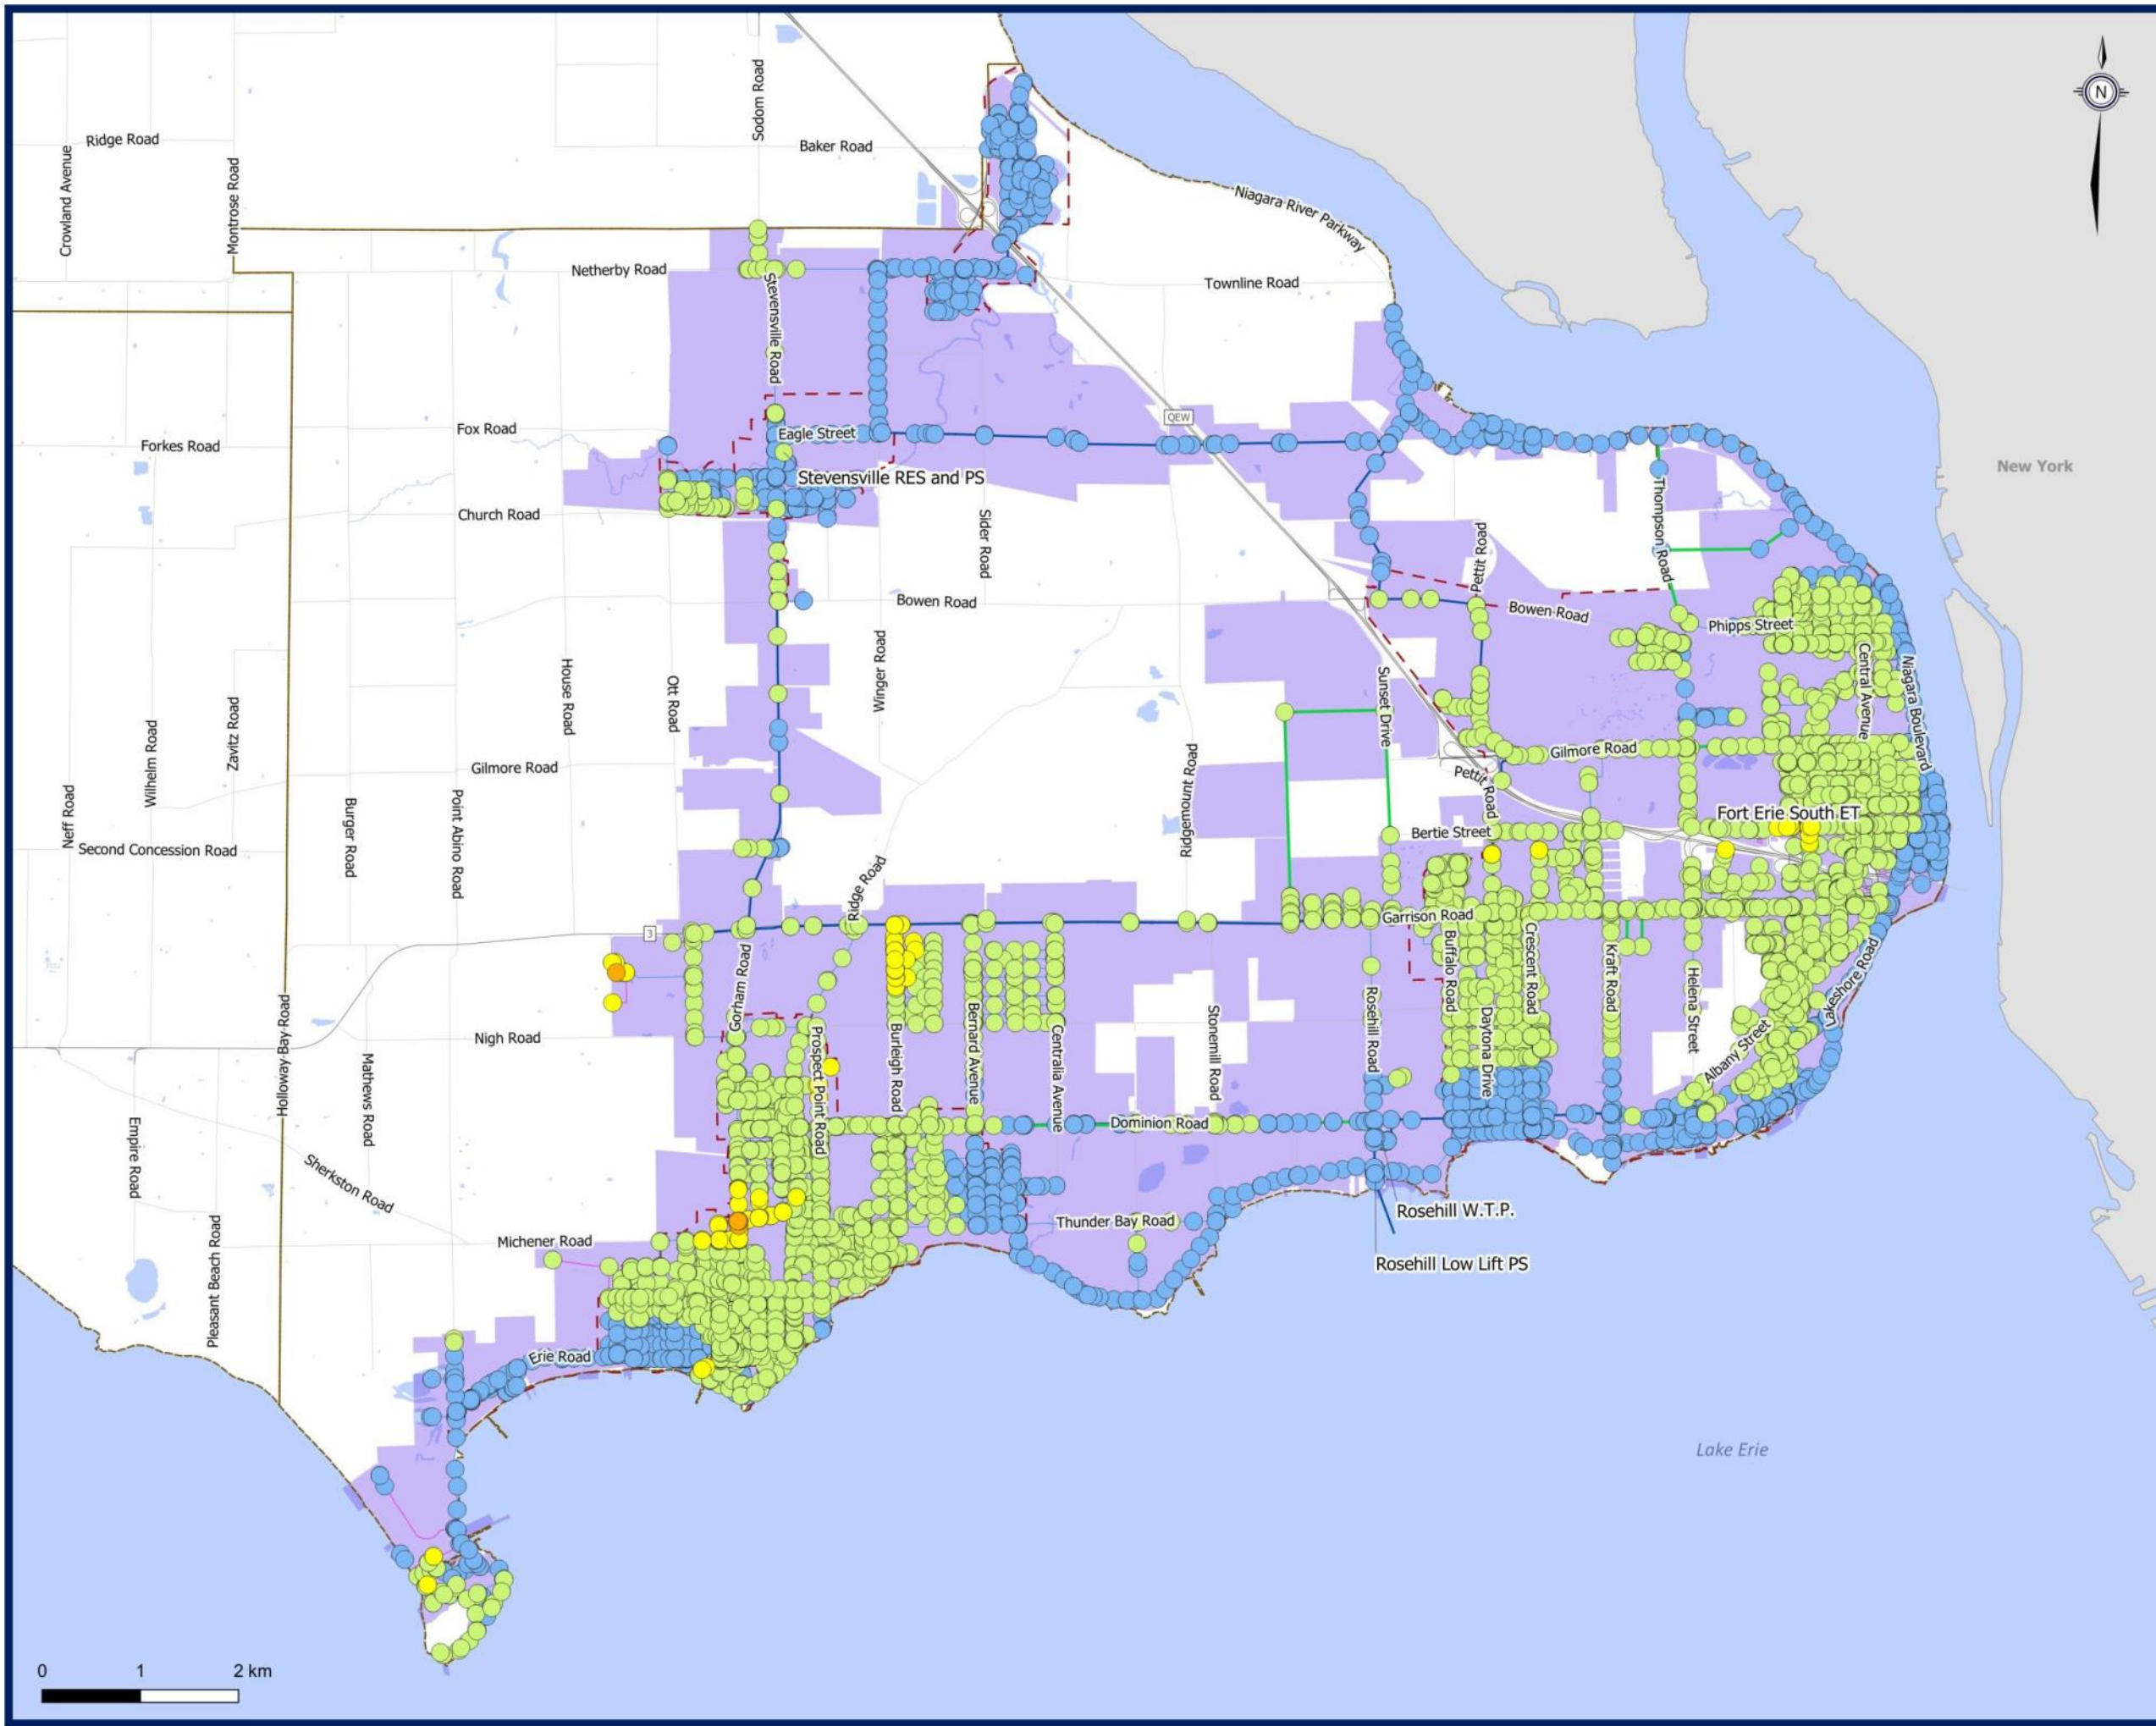 Sodom Road
Ridge Road
Baker Road
N
Crowland Avenue
Montrose Road
Niagara River Parkway
Netherby Road
Townline Road
Stevensville Road
QEW
Fox Road
Eagle Street
Forkes Road
New York
Stevensville RES and PS
Thompson Road
Church Road
Sider Road
Pettit Road
Bowen Road
Bowen Road
Phipps Street
Winger Road
House Road
Ott Road
Sunset Drive
Central Avenue
Niagara Boulevard
Wilhelm Road
Zavitz Road
Gilmore Road
Gilmore Road
Ridgemount Road
Pettit Road
Neff Road
Burger Road
Point Abino Road
Fort Erie South ET
Bertie Street
Second Concession Road
Ridge Road
Garrison Road
3
Buffalo Road
Crescent Road
Kraft Road
Gorham Road
Helena Street
Lakeshore Road
Holloway Bay Road
Nigh Road
Prospect Point Road
Burleigh Road
Bernard Avenue
Centralia Avenue
Stonemill Road
Rosehill Road
Daytona Drive
Albany Street
Mathews Road
Dominion Road
Empire Road
Sherkston Road
Rosehill W.T.P.
Thunder Bay Road
Pleasant Beach Road
Michener Road
Rosehill Low Lift PS
Erie Road
Lake Erie
0 1 2 km